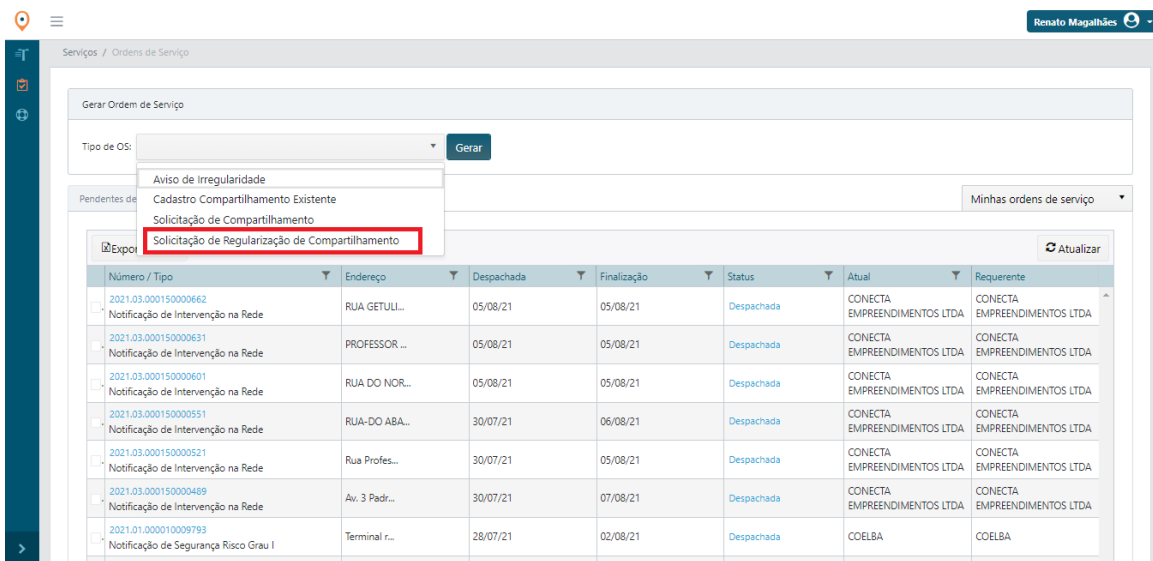 Renato Magalhães
Serviços / Ordens de Serviço
Gerar Ordem de Serviço
Tipo de OS:
Gerar
Aviso de Irregularidade
Cadastro Compartilhamento Existente
Solicitação de Compartilhamento
Solicitação de Regularização de Compartilhamento
Pendentes de
Minhas ordens de serviço
Expor
Atualizar
Número / Tipo Endereço Despachada Finalização Status Atual Requerente
2021.03.000150000662
Notificação de Intervenção na Rede
RUA GETULI... 05/08/21 05/08/21 Despachada
CONECTA
EMPREENDIMENTOS LTDA
CONECTA
EMPREENDIMENTOS LTDA
2021.03.000150000631
Notificação de Intervenção na Rede
PROFESSOR ... 05/08/21 05/08/21 Despachada
CONECTA
EMPREENDIMENTOS LTDA
CONECTA
EMPREENDIMENTOS LTDA
2021.03.000150000601
Notificação de Intervenção na Rede
RUA DO NOR... 05/08/21 05/08/21 Despachada
CONECTA
EMPREENDIMENTOS LTDA
CONECTA
EMPREENDIMENTOS LTDA
2021.03.000150000551
Notificação de Intervenção na Rede
RUA-DO ABA... 30/07/21 06/08/21 Despachada
CONECTA
EMPREENDIMENTOS LTDA
CONECTA
EMPREENDIMENTOS LTDA
2021.03.000150000521
Notificação de Intervenção na Rede
Rua Profes... 30/07/21 05/08/21 Despachada
CONECTA
EMPREENDIMENTOS LTDA
CONECTA
EMPREENDIMENTOS LTDA
2021.03.000150000489
Notificação de Intervenção na Rede
Av. 3 Padr... 30/07/21 07/08/21 Despachada
CONECTA
EMPREENDIMENTOS LTDA
CONECTA
EMPREENDIMENTOS LTDA
2021.01.000010009793
Notificação de Segurança Risco Grau I
Terminal r... 28/07/21 02/08/21 Despachada COELBA COELBA